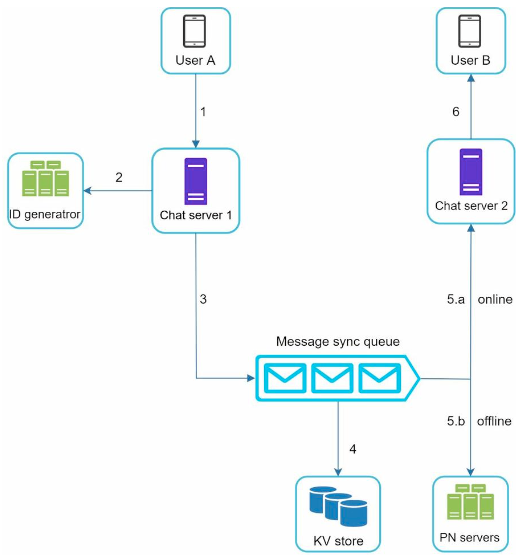 User A
User B
1
6
2
ID generatror
Chat server 1
Chat server 2
3
5.a online
Message sync queue
5.b offline
4
KV store
PN servers